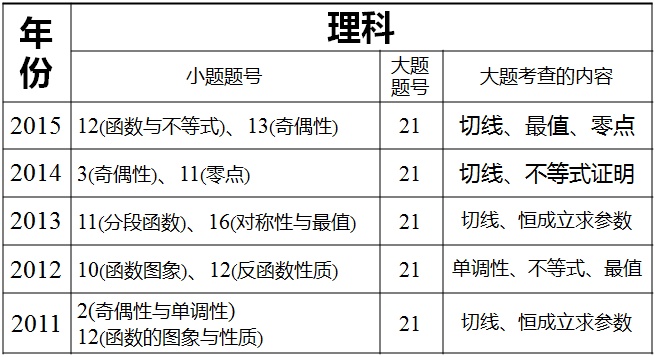 年份 理科
小题题号 大题题号 大题考查的内容
2015 12(函数与不等式)、13(奇偶性) 21 切线、最值、零点
2014 3(奇偶性)、11(零点) 21 切线、不等式证明
2013 11(分段函数)、16(对称性与最值) 21 切线、恒成立求参数
2012 10(函数图象)、12(反函数性质) 21 单调性、不等式、最值
2011 2(奇偶性与单调性)
12(函数的图象与性质) 21 切线、恒成立求参数